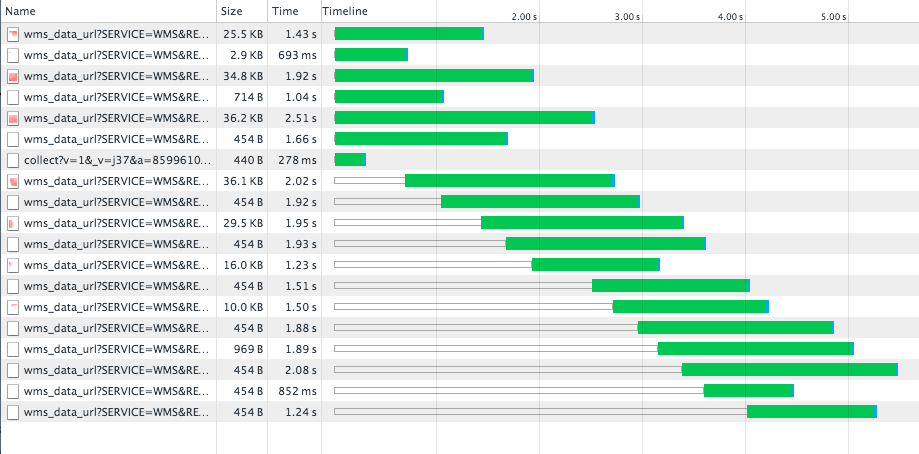 Name Size Time Timeline
2.00 s 3.00 s 4.00 s 5.00 s
wms_data_url?SERVICE=WMS&RE... 25.5 KB 1.43 s
wms_data_url?SERVICE=WMS&RE... 2.9 KB 693 ms
wms_data_url?SERVICE=WMS&RE... 34.8 KB 1.92 s
wms_data_url?SERVICE=WMS&RE... 714 B 1.04 s
wms_data_url?SERVICE=WMS&RE... 36.2 KB 2.51 s
wms_data_url?SERVICE=WMS&RE... 454 B 1.66 s
collect?v=1&_v=j37&a=8599610... 440 B 278 ms
wms_data_url?SERVICE=WMS&RE... 36.1 KB 2.02 s
wms_data_url?SERVICE=WMS&RE... 454 B 1.92 s
wms_data_url?SERVICE=WMS&RE... 29.5 KB 1.95 s
wms_data_url?SERVICE=WMS&RE... 454 B 1.93 s
wms_data_url?SERVICE=WMS&RE... 16.0 KB 1.23 s
wms_data_url?SERVICE=WMS&RE... 454 B 1.51 s
wms_data_url?SERVICE=WMS&RE... 10.0 KB 1.50 s
wms_data_url?SERVICE=WMS&RE... 454 B 1.88 s
wms_data_url?SERVICE=WMS&RE... 969 B 1.89 s
wms_data_url?SERVICE=WMS&RE... 454 B 2.08 s
wms_data_url?SERVICE=WMS&RE... 454 B 852 ms
wms_data_url?SERVICE=WMS&RE... 454 B 1.24 s